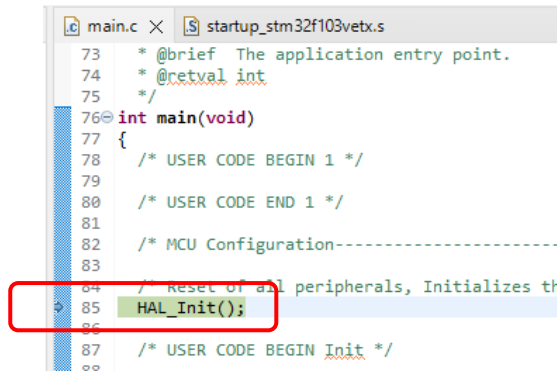 main.c startup_stm32f103vetx.s
73 * @brief The application entry point.
74 * @retval int
75 */
76 int main(void)
77 {
78 /* USER CODE BEGIN 1 */
79
80 /* USER CODE END 1 */
81
82 /* MCU Configuration-----------------------
83
84 /* Reset of all peripherals, Initializes th
85 HAL_Init();
86
87 /* USER CODE BEGIN Init */
88